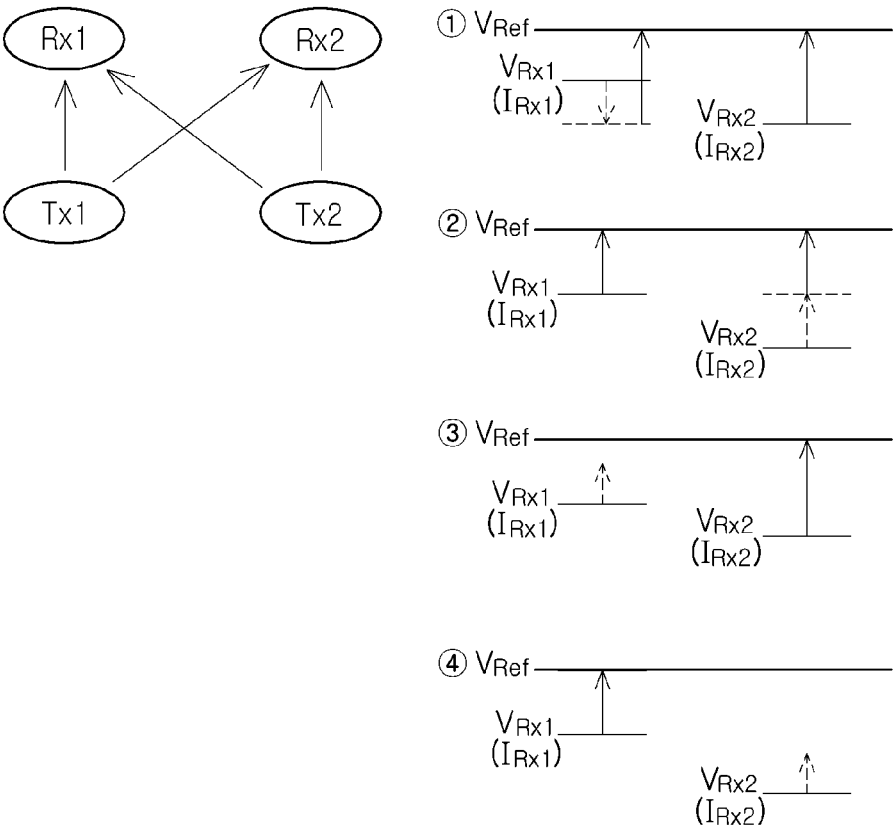 Rx1
Rx2
Tx1
Tx2
① VRef
VRx1
(IRx1)
VRx2
(IRx2)
② VRef
VRx1
(IRx1)
VRx2
(IRx2)
③ VRef
VRx1
(IRx1)
VRx2
(IRx2)
④ VRef
VRx1
(IRx1)
VRx2
(IRx2)